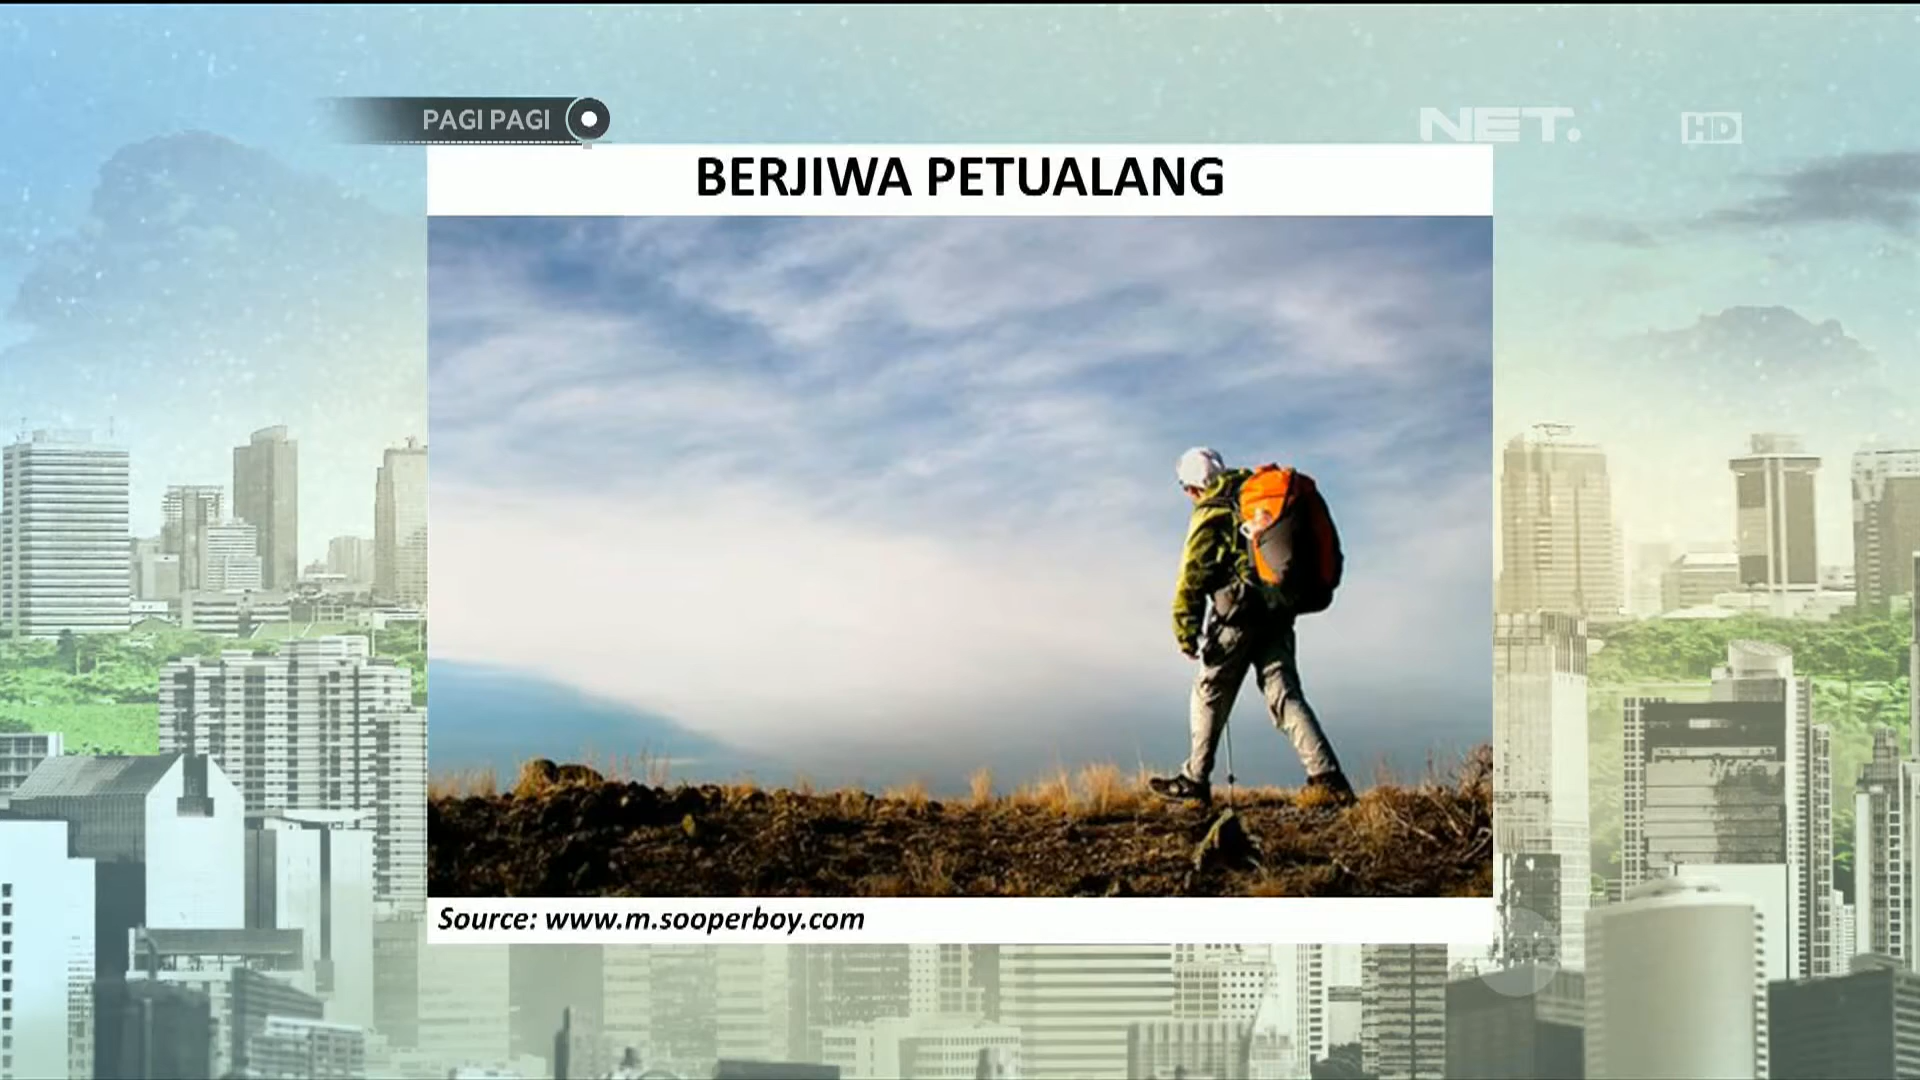 PAGI PAGI
NET.
HD
BERJIWA PETUALANG
Source: www.m.sooperboy.com